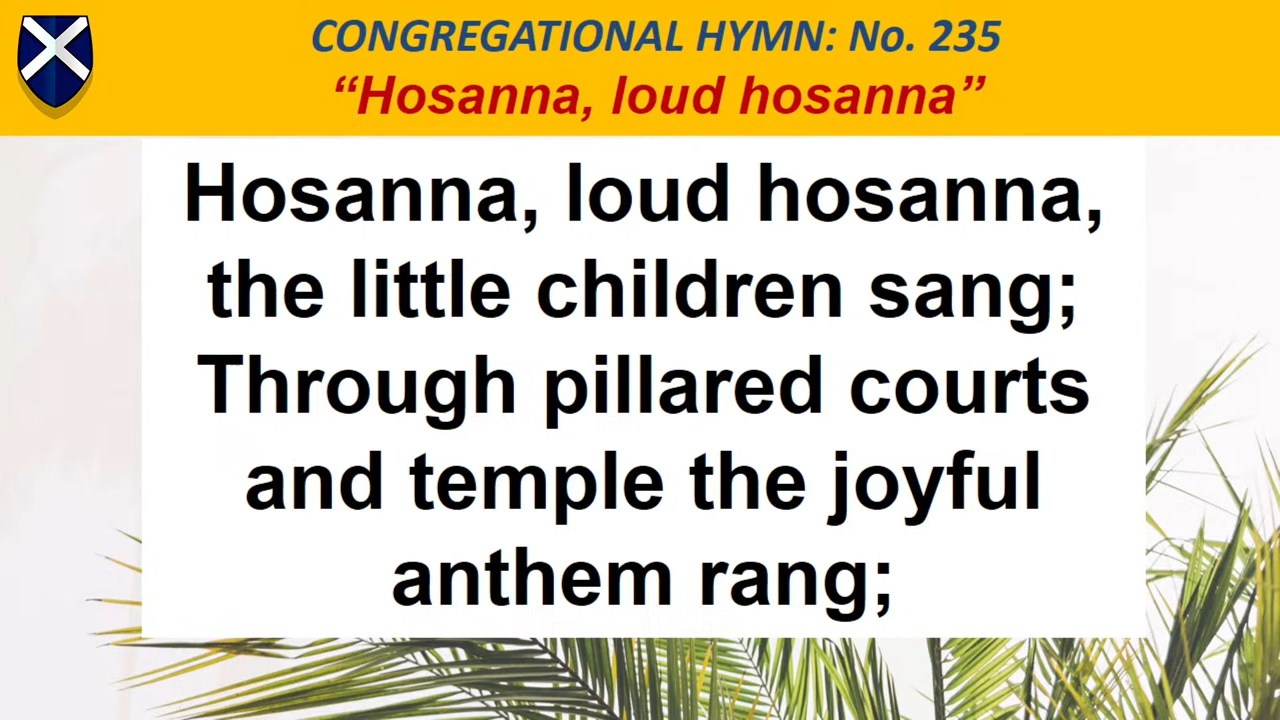 CONGREGATIONAL HYMN: No. 235
“Hosanna, loud hosanna”
Hosanna, loud hosanna,
the little children sang;
Through pillared courts
and temple the joyful
anthem rang;